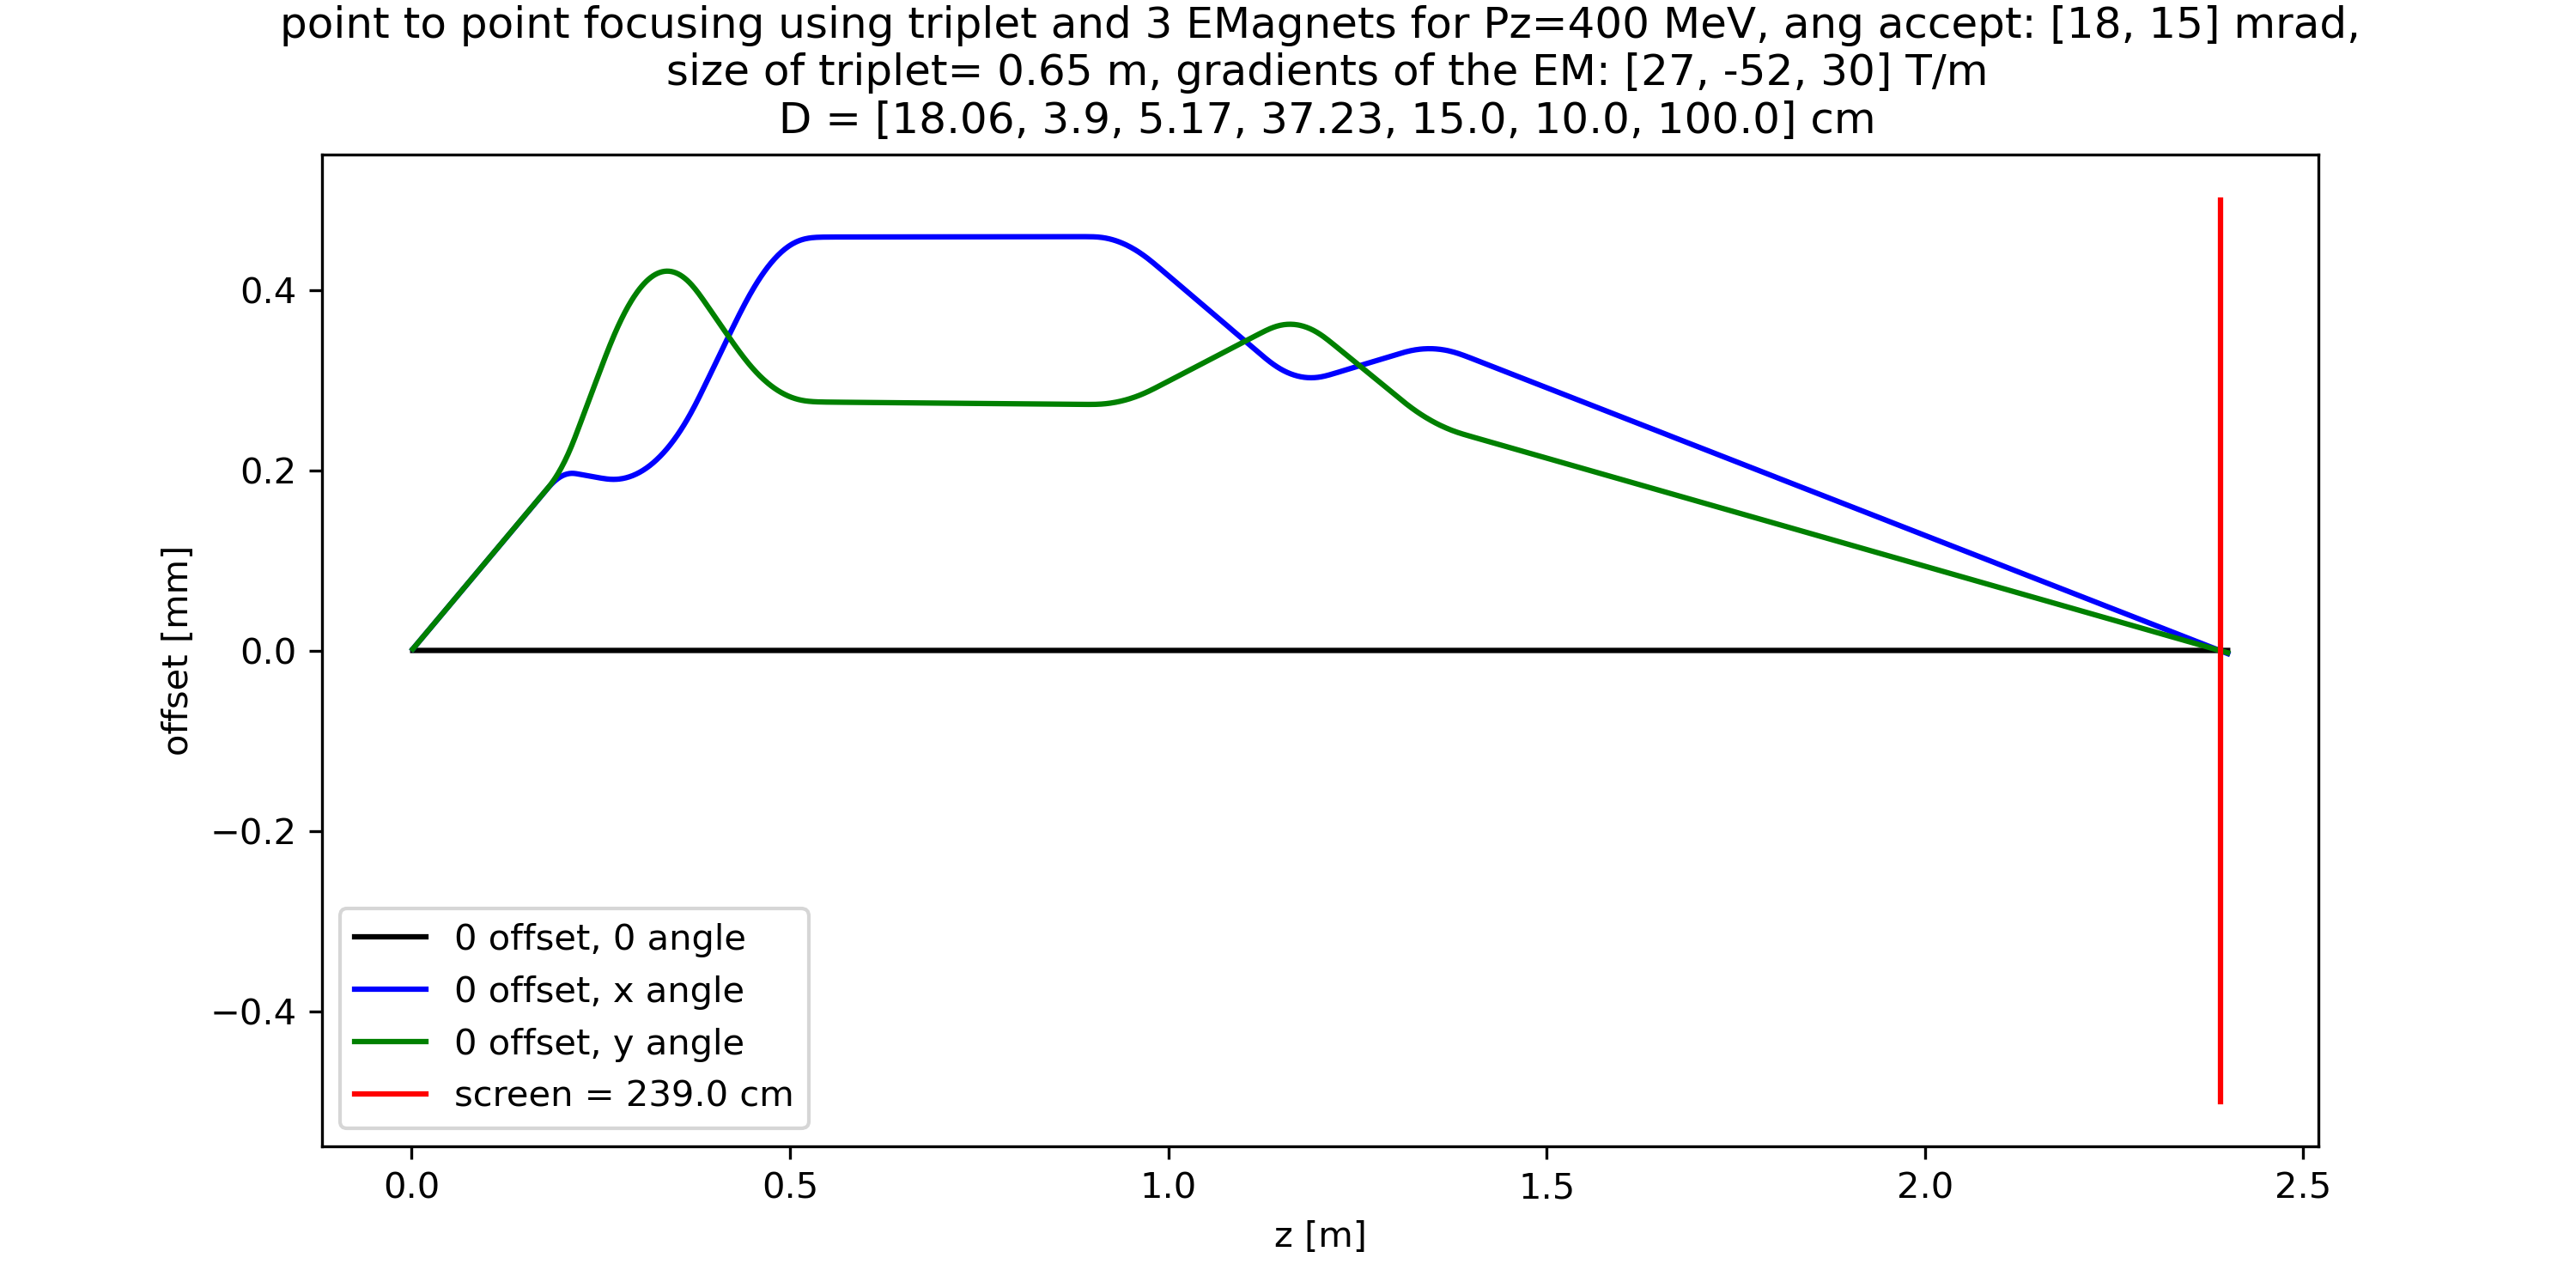 point to point focusing using triplet and 3 EMagnets for Pz=400 MeV, ang accept: [18, 15] mrad,
size of triplet= 0.65 m, gradients of the EM: [27, -52, 30] T/m
D = [18.06, 3.9, 5.17, 37.23, 15.0, 10.0, 100.0] cm
offset [mm]
0.4
0.2
0.0
−0.2
−0.4
0 offset, 0 angle
0 offset, x angle
0 offset, y angle
screen = 239.0 cm
0.0
0.5
1.0
1.5
2.0
2.5
z [m]